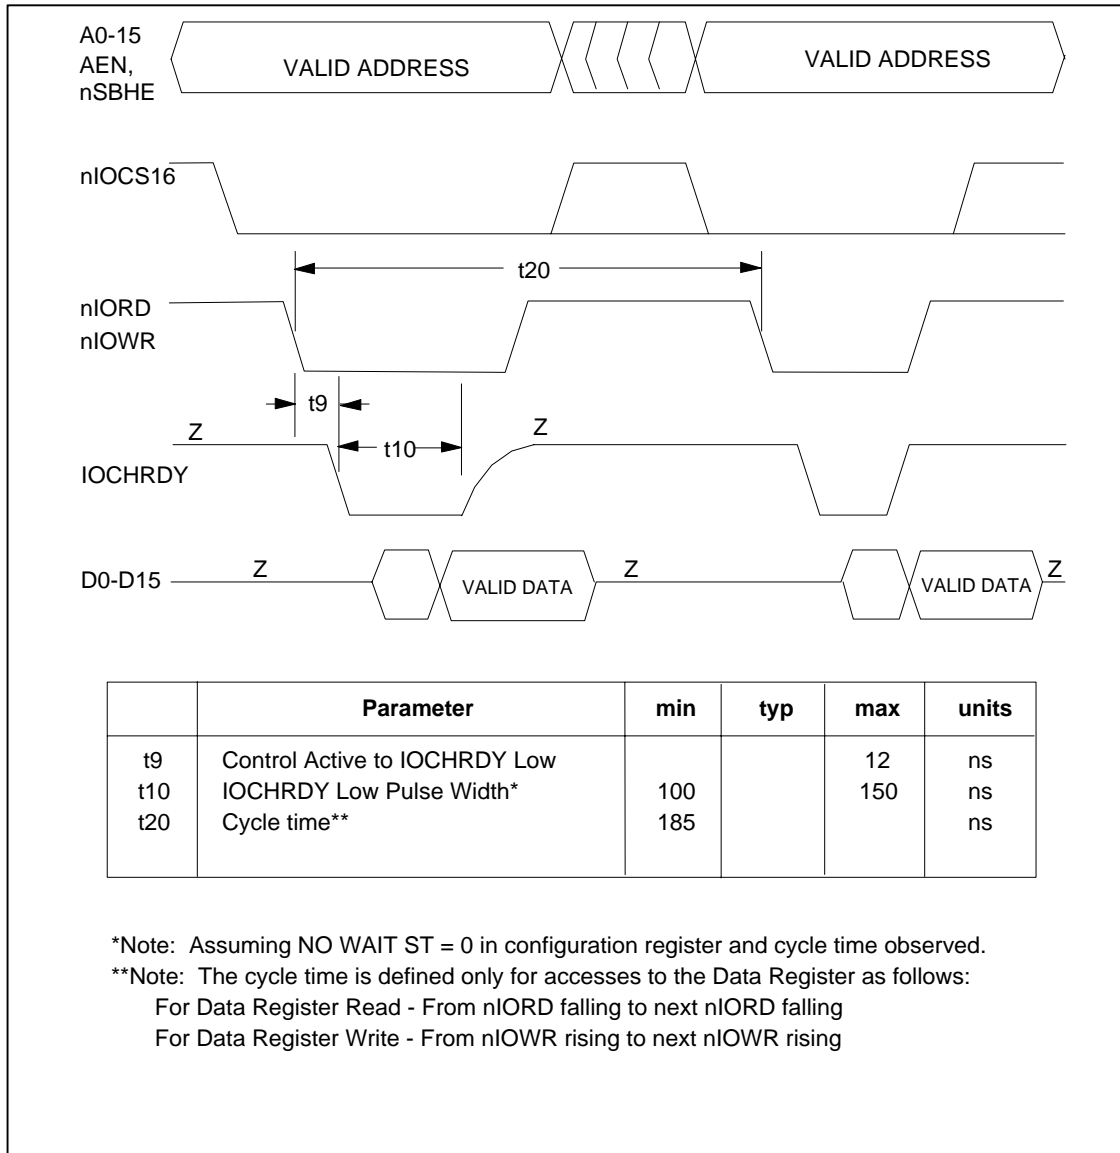 A0-15
AEN,
nSBHE
VALID ADDRESS
VALID ADDRESS
nIOCS16
t20
nIORD
nIOWR
t9
Z
t10
Z
IOCHRDY
D0-D15
Z
VALID DATA
Z
VALID DATA
Z
Parameter min typ max units
t9 Control Active to IOCHRDY Low 12 ns
t10 IOCHRDY Low Pulse Width* 100 150 ns
t20 Cycle time** 185 ns
*Note: Assuming NO WAIT ST = 0 in configuration register and cycle time observed.
**Note: The cycle time is defined only for accesses to the Data Register as follows:
For Data Register Read - From nIORD falling to next nIORD falling
For Data Register Write - From nIOWR rising to next nIOWR rising